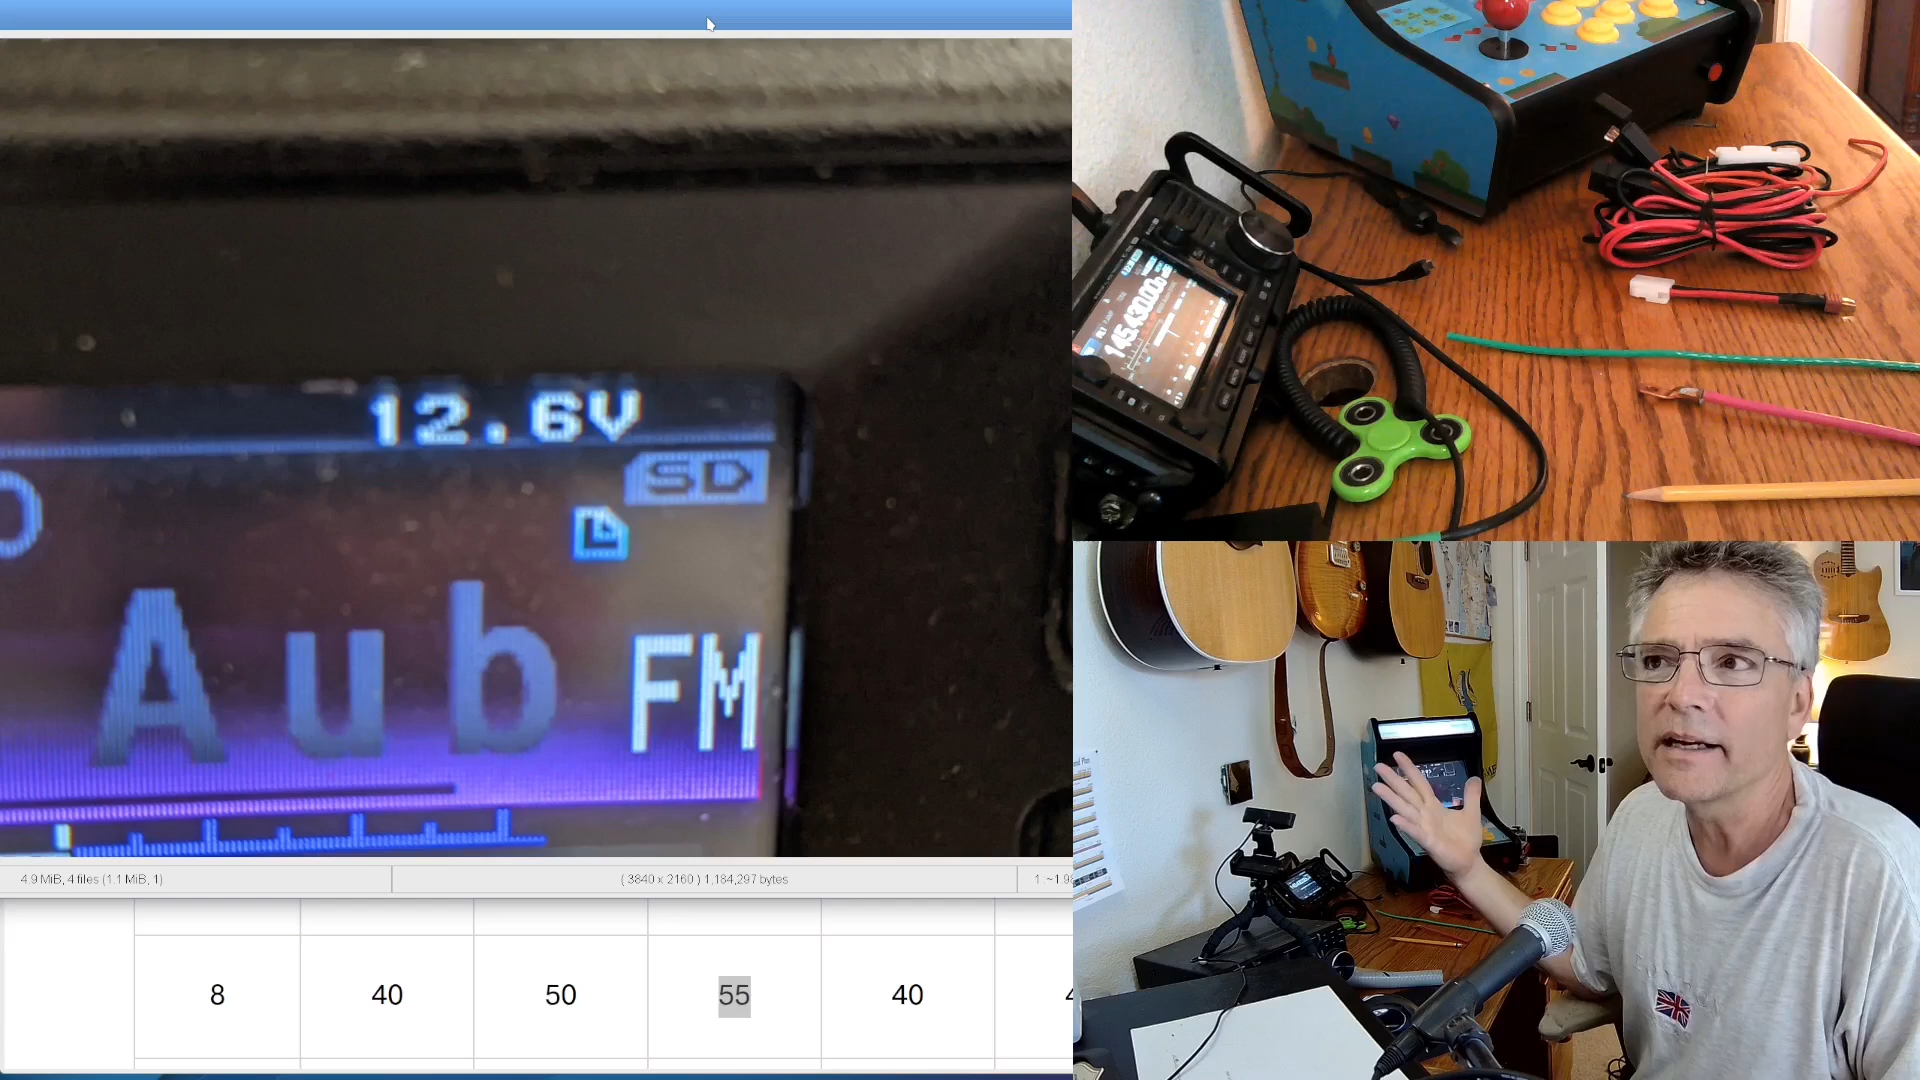 12.6V
SD
Aub FM
4.9 MiB, 4 files (1.1 MiB, 1)
( 3840 x 2160 ) 1,184,297 bytes
8
40
50
55
40
145.430.00